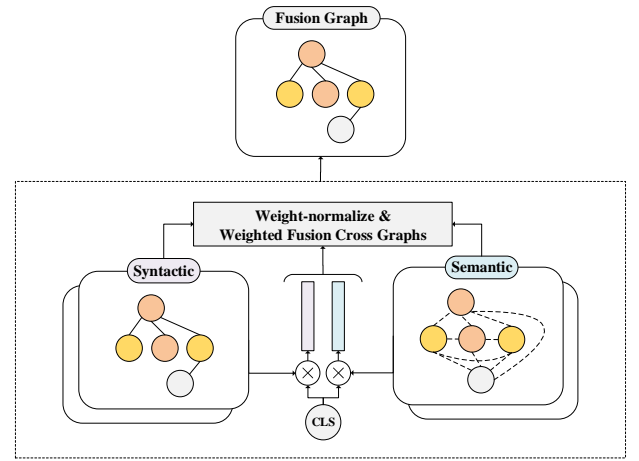 Fusion Graph
Weight-normalize &
Weighted Fusion Cross Graphs
Syntactic
Semantic
CLS